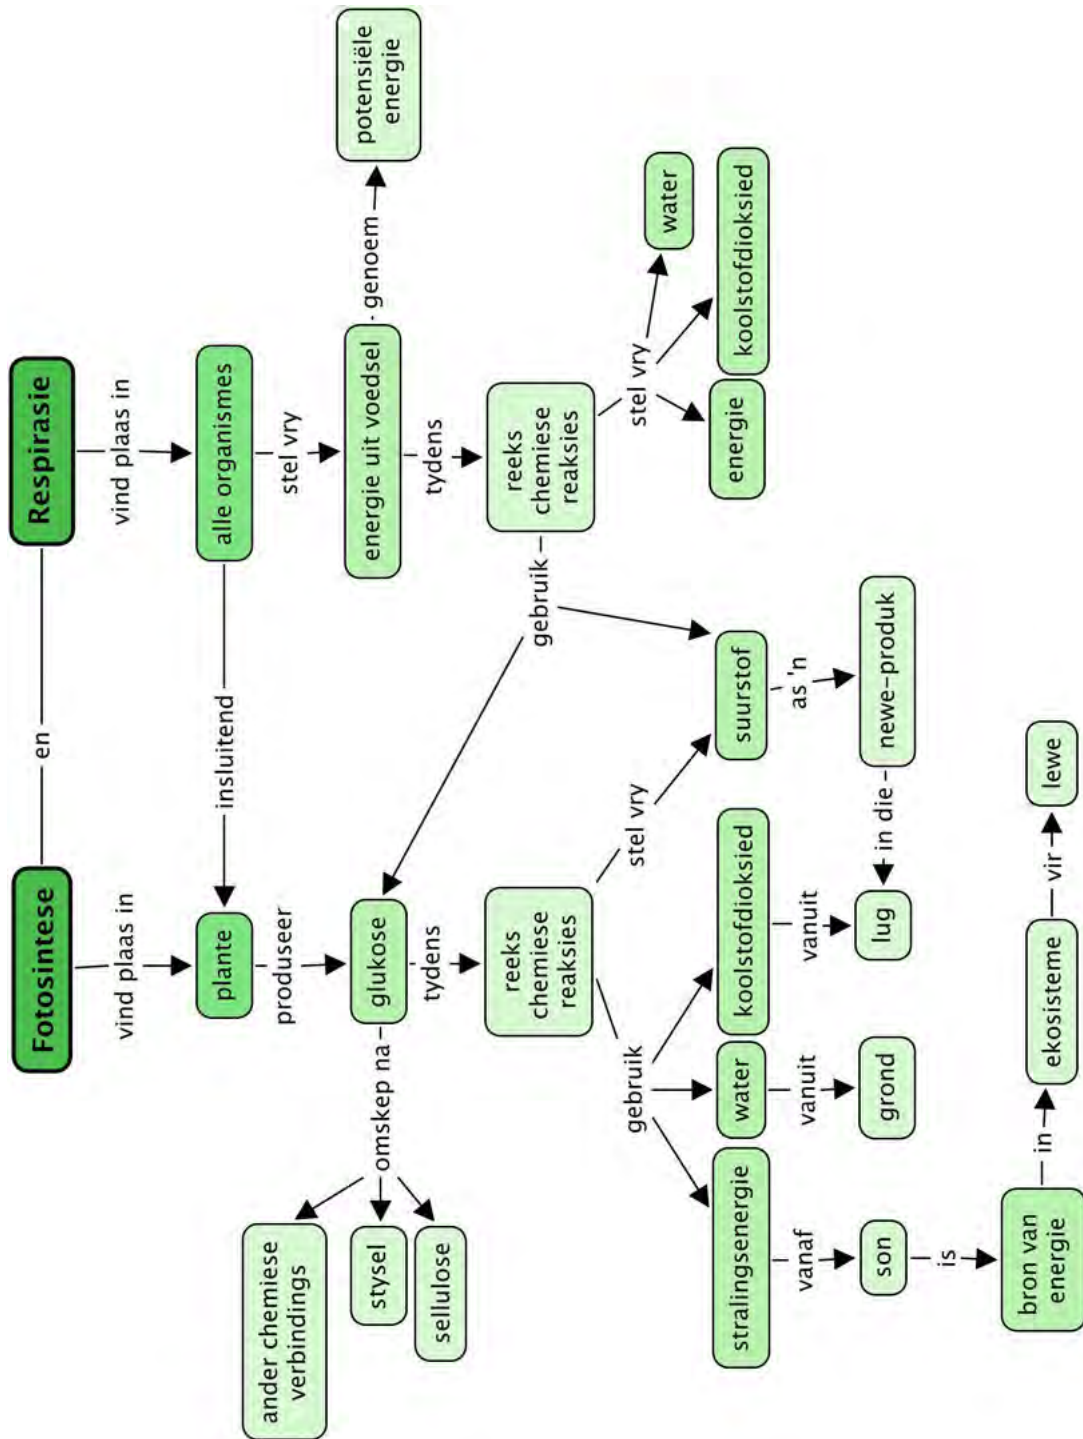 Fotosintese
en
Respirasie
vind plaas in
vind plaas in
plante
insluitend
alle organismes
produseer
stel vry
ander chemiese
verbindings
stysel
sellulose
omskep na
glukose
energie uit voedsel
genoem
potensiële
energie
tydens
tydens
reeks
chemiese
reaksies
gebruik
reeks
chemiese
reaksies
gebruik
stel vry
stel vry
stralingsenergie
water
koolstofdioksied
suurstof
energie
koolstofdioksied
water
vanaf
vanuit
vanuit
as 'n
son
grond
lug
in die
newe-produk
is
bron van
energie
in
ekosisteme
vir
lewe